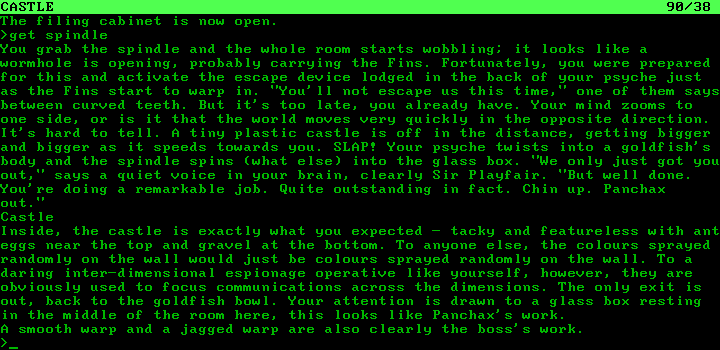 CASTLE 90/38
The filing cabinet is now open.
>get spindle
You grab the spindle and the whole room starts wobbling; it looks like a
wormhole is opening, probably carrying the Fins. Fortunately, you were prepared
for this and activate the escape device lodged in the back of your psyche just
as the Fins start to warp in. "You'll not escape us this time," one of them says
between curved teeth. But it's too late, you already have. Your mind zooms to
one side, or is it that the world moves very quickly in the opposite direction.
It's hard to tell. A tiny plastic castle is off in the distance, getting bigger
and bigger as it speeds towards you. SLAP! Your psyche twists into a goldfish's
body and the spindle spins (what else) into the glass box. "We only just got you
out," says a quiet voice in your brain, clearly Sir Playfair. "But well done.
You're doing a remarkable job. Quite outstanding in fact. Chin up. Panchax
out."
Castle
Inside, the castle is exactly what you expected - tacky and featureless with ant
eggs near the top and gravel at the bottom. To anyone else, the colours sprayed
randomly on the wall would just be colours sprayed randomly on the wall. To a
daring inter-dimensional espionage operative like yourself, however, they are
obviously used to focus communications across the dimensions. The only exit is
out, back to the goldfish bowl. Your attention is drawn to a glass box resting
in the middle of the room here, this looks like Panchax's work.
A smooth warp and a jagged warp are also clearly the boss's work.
>_